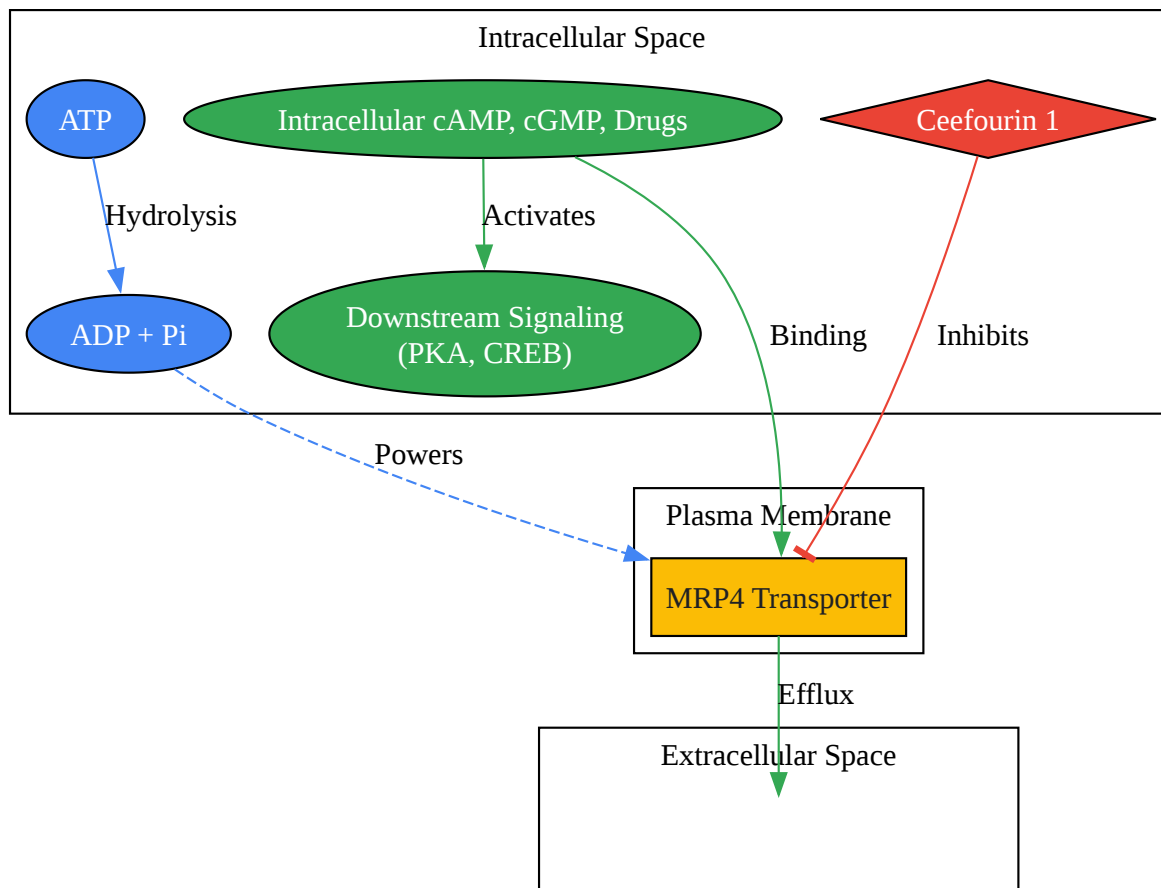 Intracellular Space
ATP
Intracellular cAMP, cGMP, Drugs
Ceefourin 1
Hydrolysis
Activates
ADP + Pi
Downstream Signaling
(PKA, CREB)
Binding
Inhibits
Powers
Plasma Membrane
MRP4 Transporter
Efflux
Extracellular Space